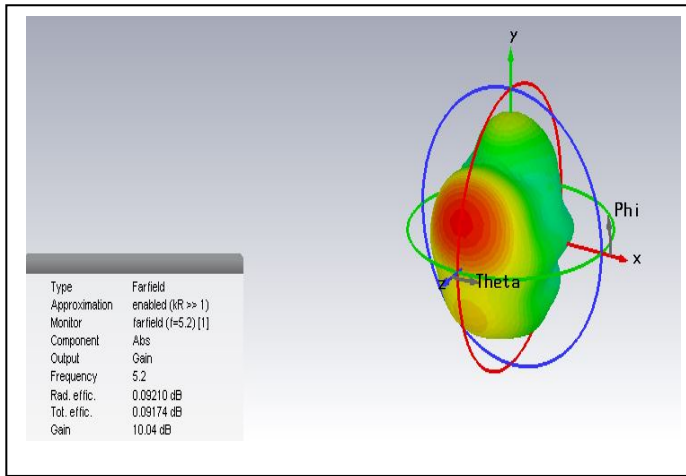 y
Phi
x
z
Theta
Type Farfield
Approximation enabled (kR >> 1)
Monitor farfield (f=5.2) [1]
Component Abs
Output Gain
Frequency 5.2
Rad. effic. 0.09210 dB
Tot. effic. 0.09174 dB
Gain 10.04 dB